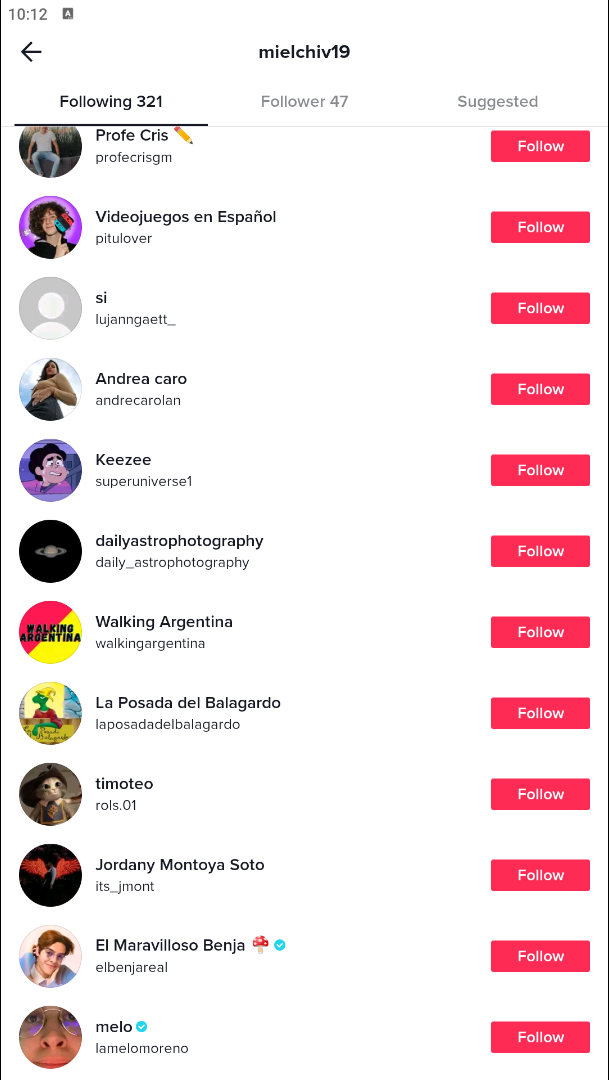 10:12 A
mielchiv19
Following 321 Follower 47 Suggested
Profe Cris ✏️
profecrisgm
Follow
Videojuegos en Español
pitulover
Follow
si
lujanngaett_
Follow
Andrea caro
andrecarolan
Follow
Keezee
superuniverse1
Follow
dailyastrophotography
daily_astrophotography
Follow
WALKING
ARGENTINA
Walking Argentina
walkingargentina
Follow
La Posada del Balagardo
laposadadelbalagardo
Follow
timoteo
rols.01
Follow
Jordany Montoya Soto
its_jmont
Follow
El Maravilloso Benja 🍄
elbenjareal
Follow
melo
lamelomoreno
Follow